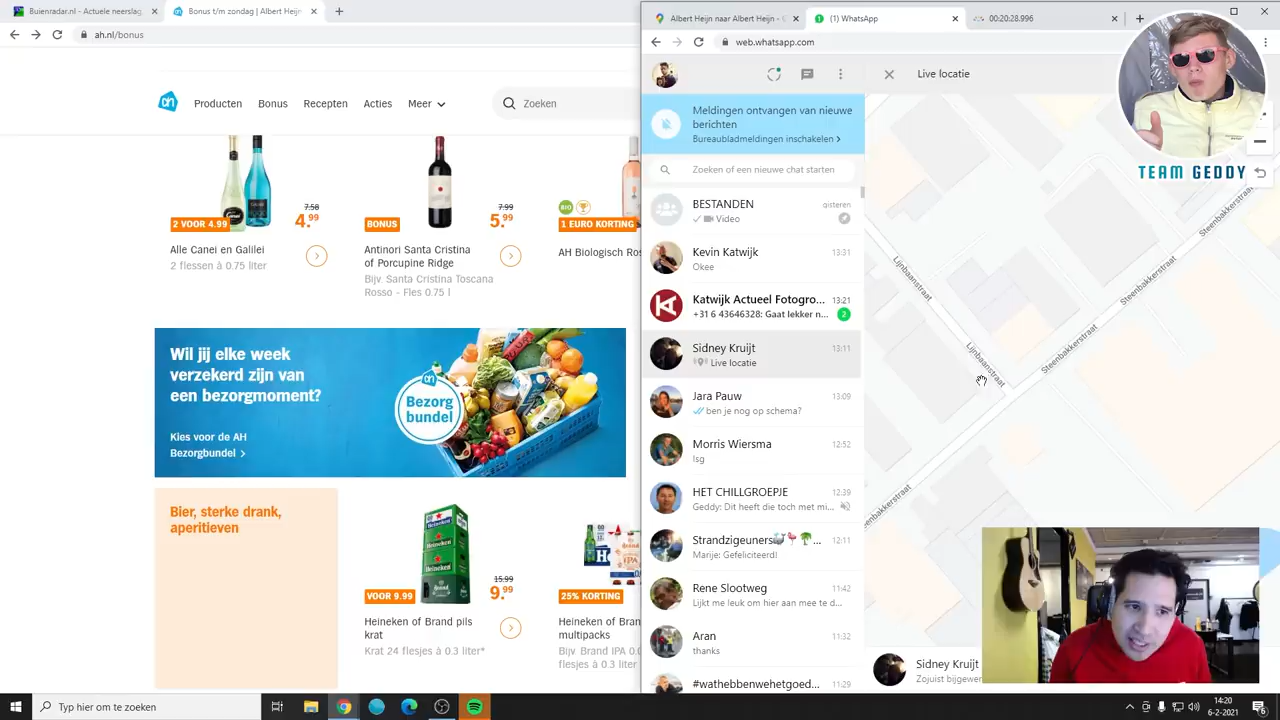 Buienradar.nl - Actuele neerslag
Bonus t/m zondag | Albert Heijn
ah.nl/bonus
Producten
Bonus
Recepten
Acties
Meer
Zoeken
2 VOOR 4.99
7.58
4.99
Alle Canei en Galilei
2 flessen à 0.75 liter
BONUS
7.99
5.99
Antinori Santa Cristina
of Porcupine Ridge
Bijv. Santa Cristina Toscana
Rosso - Fles 0.75 l
BIO
1 EURO KORTING
AH Biologisch Ros
Wil jij elke week
verzekerd zijn van
een bezorgmoment?
Kies voor de AH
Bezorgbundel
Bezorg
bundel
Bier, sterke drank,
aperitieven
VOOR 9.99
15.99
9.99
Heineken of Brand pils
krat
Krat 24 flesjes à 0.3 liter*
25% KORTING
Heineken of Bran
multipacks
Bijv. Brand IPA 0.0
flesjes à 0.3 liter
Albert Heijn naar Albert Heijn - G
(1) WhatsApp
00:20:28.996
web.whatsapp.com
Meldingen ontvangen van nieuwe
berichten
Bureaubladmeldingen inschakelen
Zoeken of een nieuwe chat starten
BESTANDEN
gisteren
Video
Kevin Katwijk
13:31
Okee
Katwijk Actueel Fotogro...
13:21
+31 6 43646328: Gaat lekker n...
2
Sidney Kruijt
13:11
Live locatie
Jara Pauw
13:09
ben je nog op schema?
Morris Wiersma
12:52
lsg
HET CHILLGROEPJE
12:39
Geddy: Dit heeft die toch met mi...
Strandzigeuners🐳🦩🌴...
12:11
Marije: Gefeliciteerd!
Rene Slootweg
11:42
Lijkt me leuk om hier aan mee te d...
Aran
11:32
thanks
#wathebbenwehetgoed...
11:29
Live locatie
TEAM GEDDY
Steenbakkerstraat
Lijnbaanstraat
Steenbakkerstraat
Steenbakkerstraat
Lijnbaanstraat
Sidney Kruijt
Zojuist bijgewer
Typ hier om te zoeken
14:20
6-2-2021
6